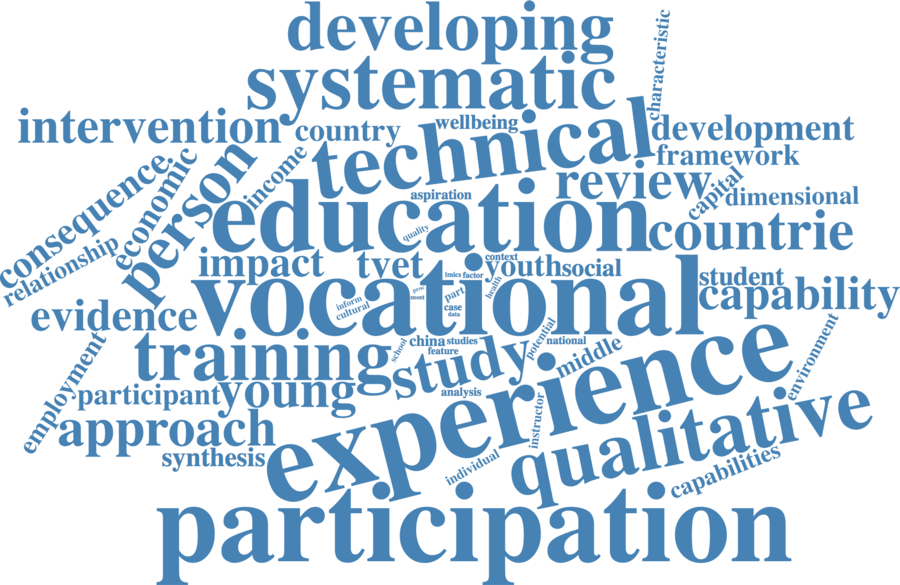 developing
systematic
characteristic
intervention
country
wellbeing
technical
development
framework
consequence
economic
person
income
review
capital
dimensional
aspiration
education
quality
countrie
relationship
impact
tvet
context
youth
social
student
lmics
factor
health
vocational
capability
evidence
inform
cultural
proc
most
part
case
data
training
school
china
studies
feature
study
potential
national
middle
environment
employment
participant
young
analysis
experience
approach
instructor
qualitative
synthesis
individual
capabilities
participation